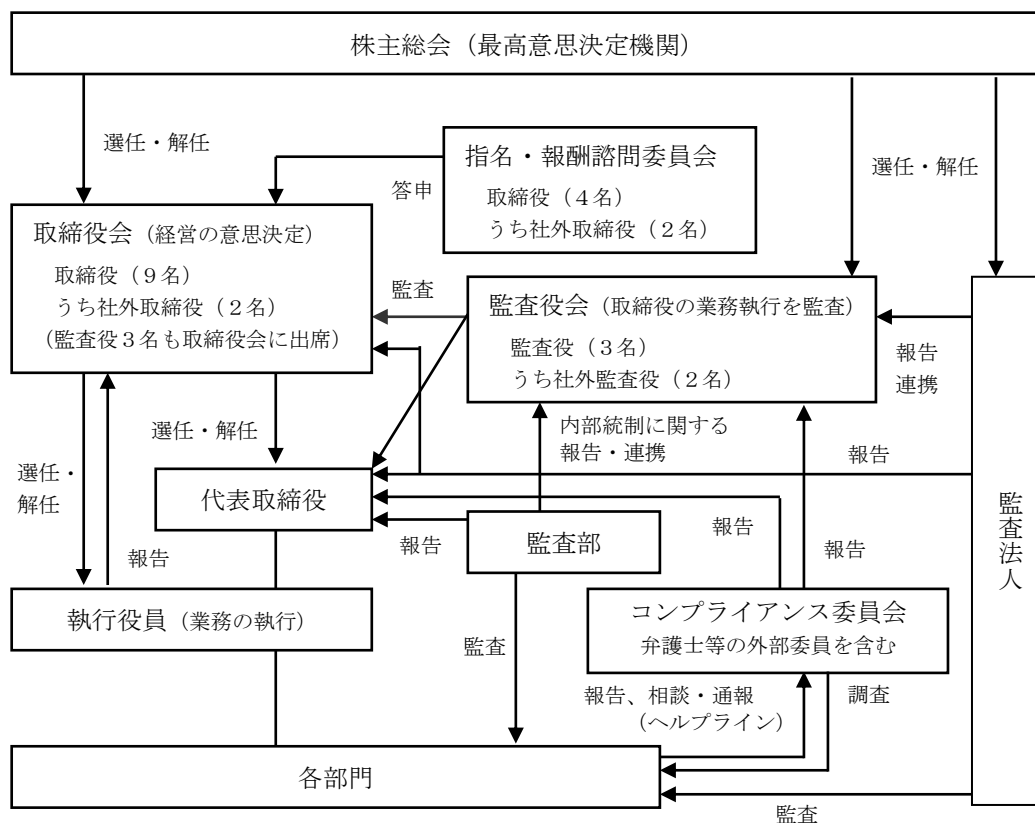 株主総会（最高意思決定機関）
選任・解任
指名・報酬諮問委員会
取締役（４名）
うち社外取締役（２名）
答申
選任・解任
取締役会（経営の意思決定）
取締役（９名）
うち社外取締役（２名）
（監査役３名も取締役会に出席）
監査
監査役会（取締役の業務執行を監査）
監査役（３名）
うち社外監査役（２名）
報告
連携
選任・解任
内部統制に関する
報告・連携
選任・
解任
報告
代表取締役
報告
監査部
報告
報告
監査法人
報告
執行役員（業務の執行）
コンプライアンス委員会
弁護士等の外部委員を含む
監査
報告、相談・通報
（ヘルプライン）
調査
各部門
監査